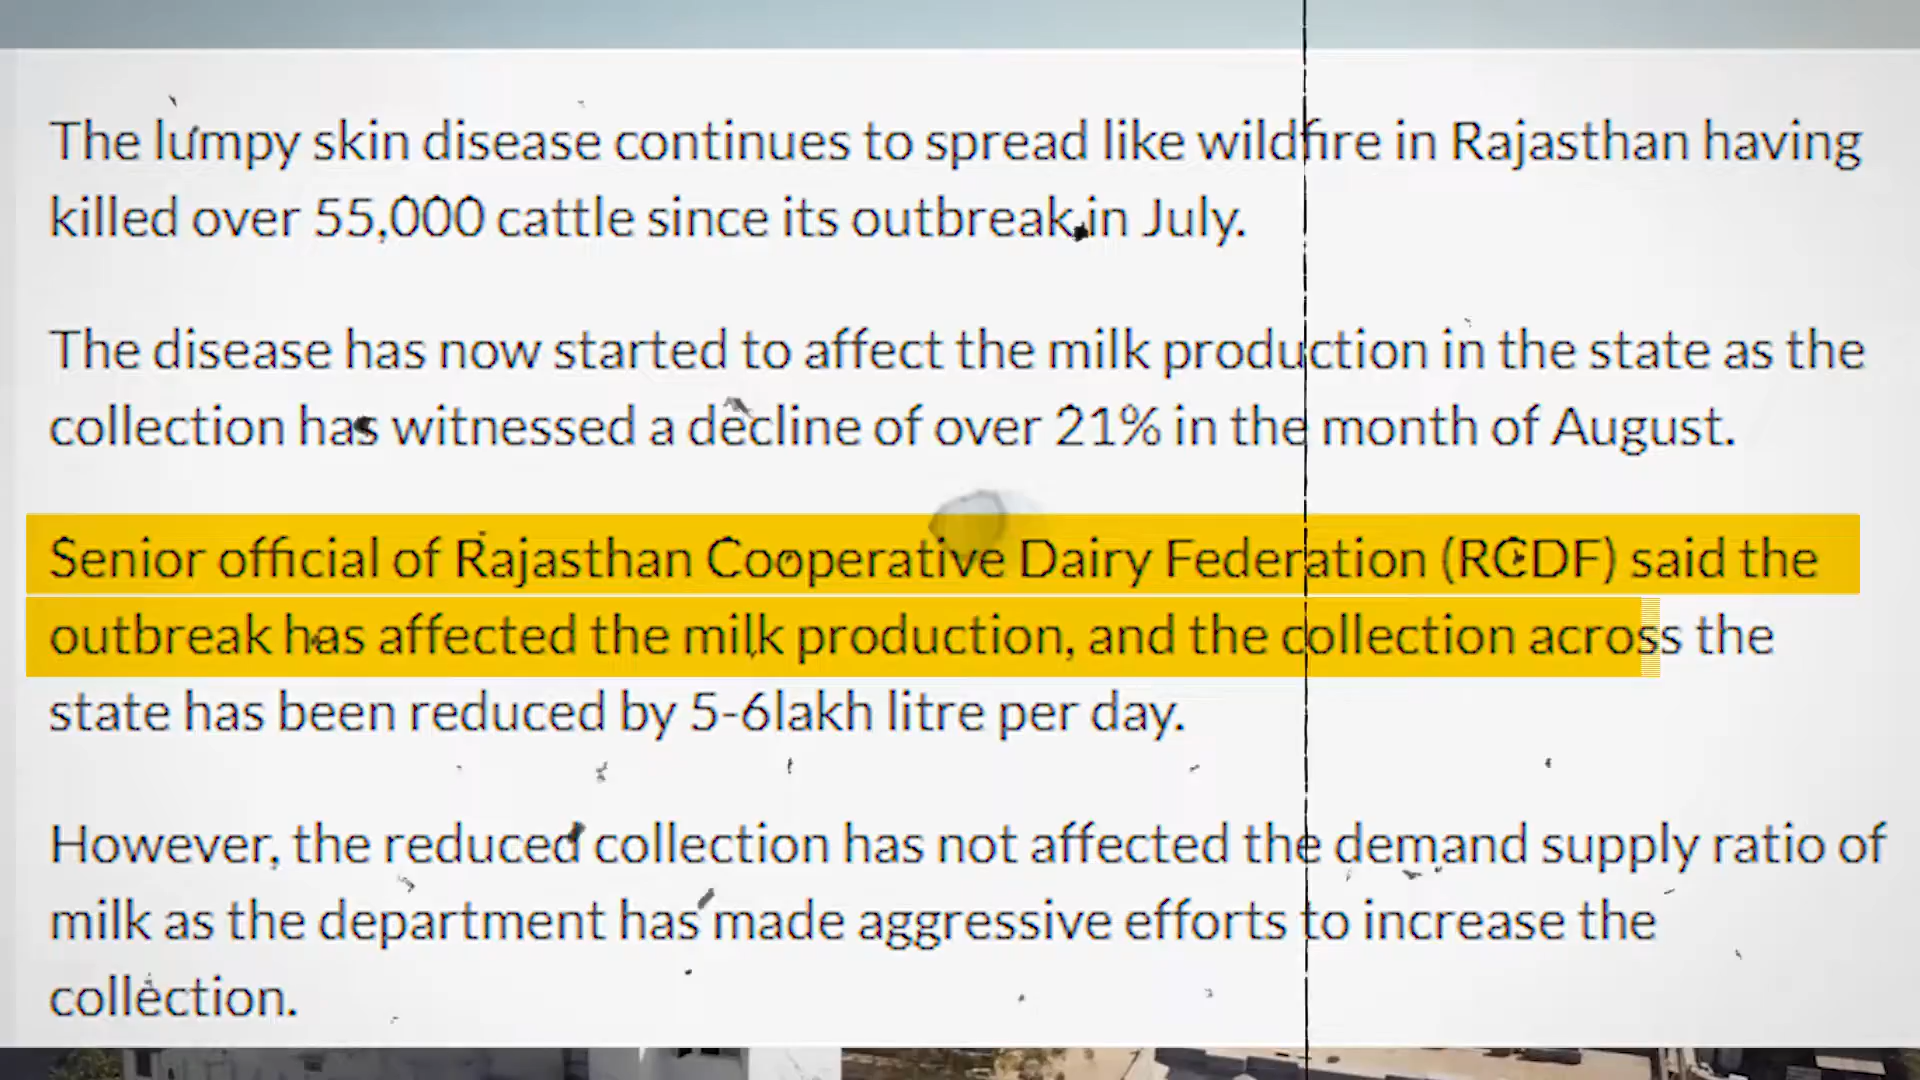 The lumpy skin disease continues to spread like wildfire in Rajasthan having
killed over 55,000 cattle since its outbreak in July.
The disease has now started to affect the milk production in the state as the
collection has witnessed a decline of over 21% in the month of August.
Senior official of Rajasthan Cooperative Dairy Federation (RCDF) said the
outbreak has affected the milk production, and the collection across the
state has been reduced by 5-6lakh litre per day.
However, the reduced collection has not affected the demand supply ratio of
milk as the department has made aggressive efforts to increase the
collection.